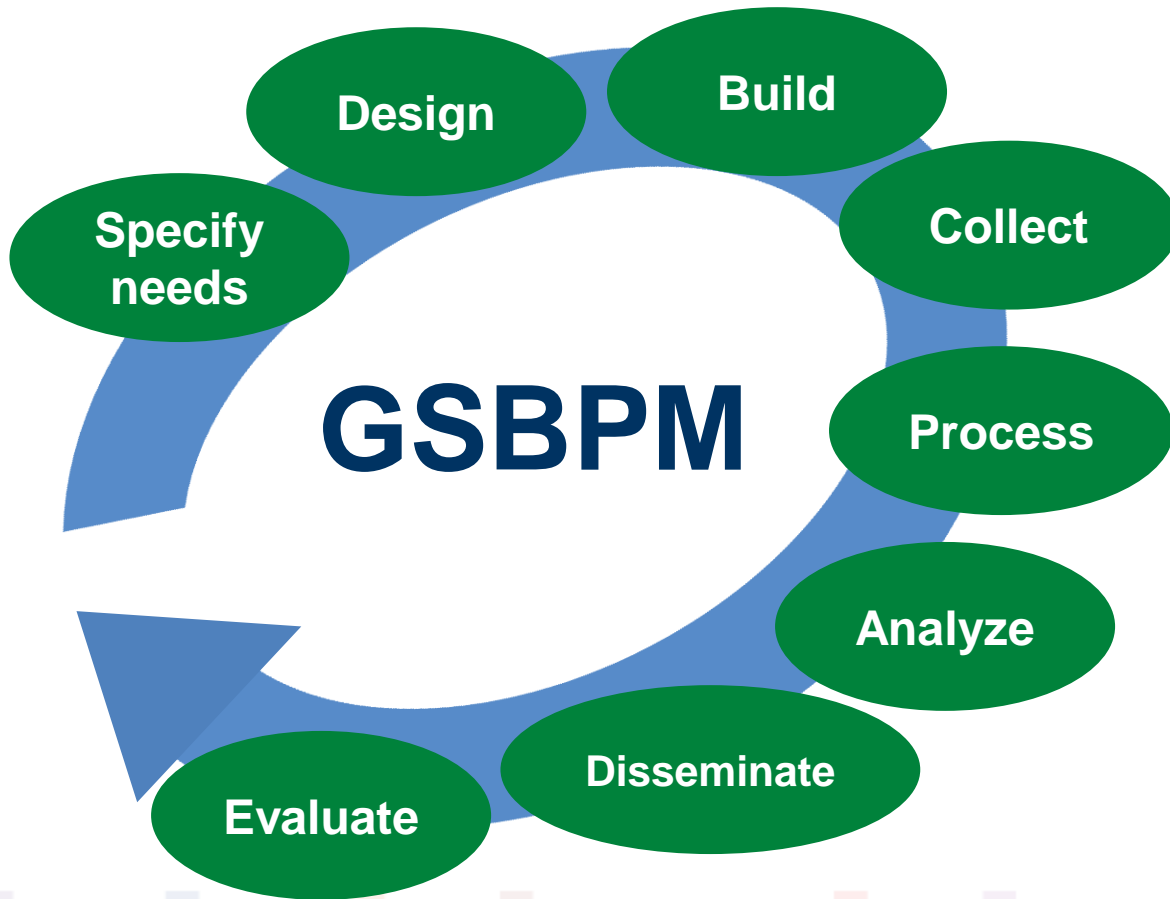 Design
Build
Specify
needs
Collect
GSBPM
Process
Analyze
Disseminate
Evaluate